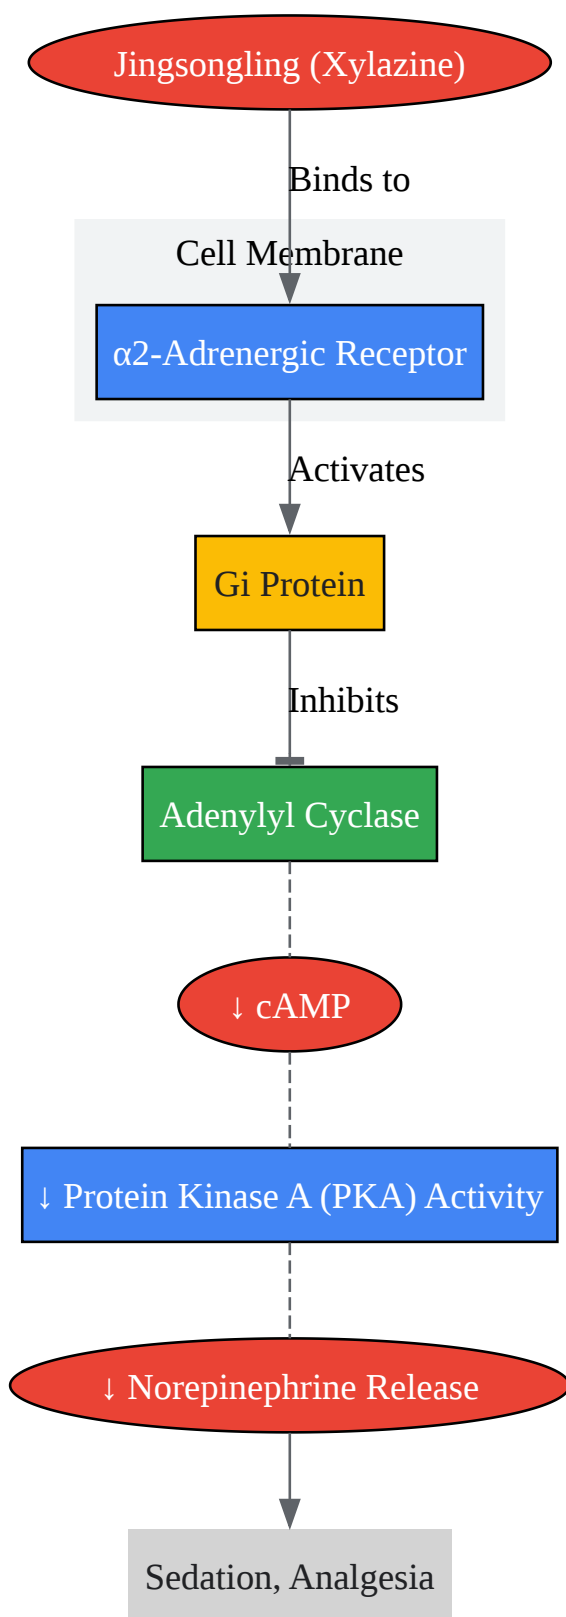 Jingsongling (Xylazine)
Binds to
Cell Membrane
α2-Adrenergic Receptor
Activates
Gi Protein
Inhibits
Adenylyl Cyclase
↓ cAMP
↓ Protein Kinase A (PKA) Activity
↓ Norepinephrine Release
Sedation, Analgesia